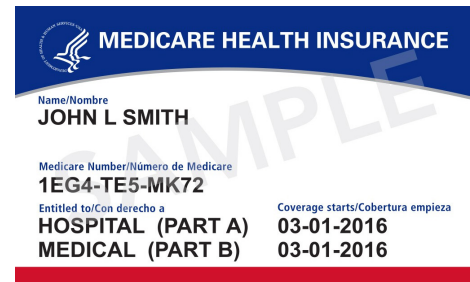 MEDICARE HEALTH INSURANCE
Name/Nombre
JOHN L SMITH
Medicare Number/Número de Medicare
1EG4-TE5-MK72
Entitled to/Con derecho a
HOSPITAL (PART A)
MEDICAL (PART B)
Coverage starts/Cobertura empieza
03-01-2016
03-01-2016
SAMPLE